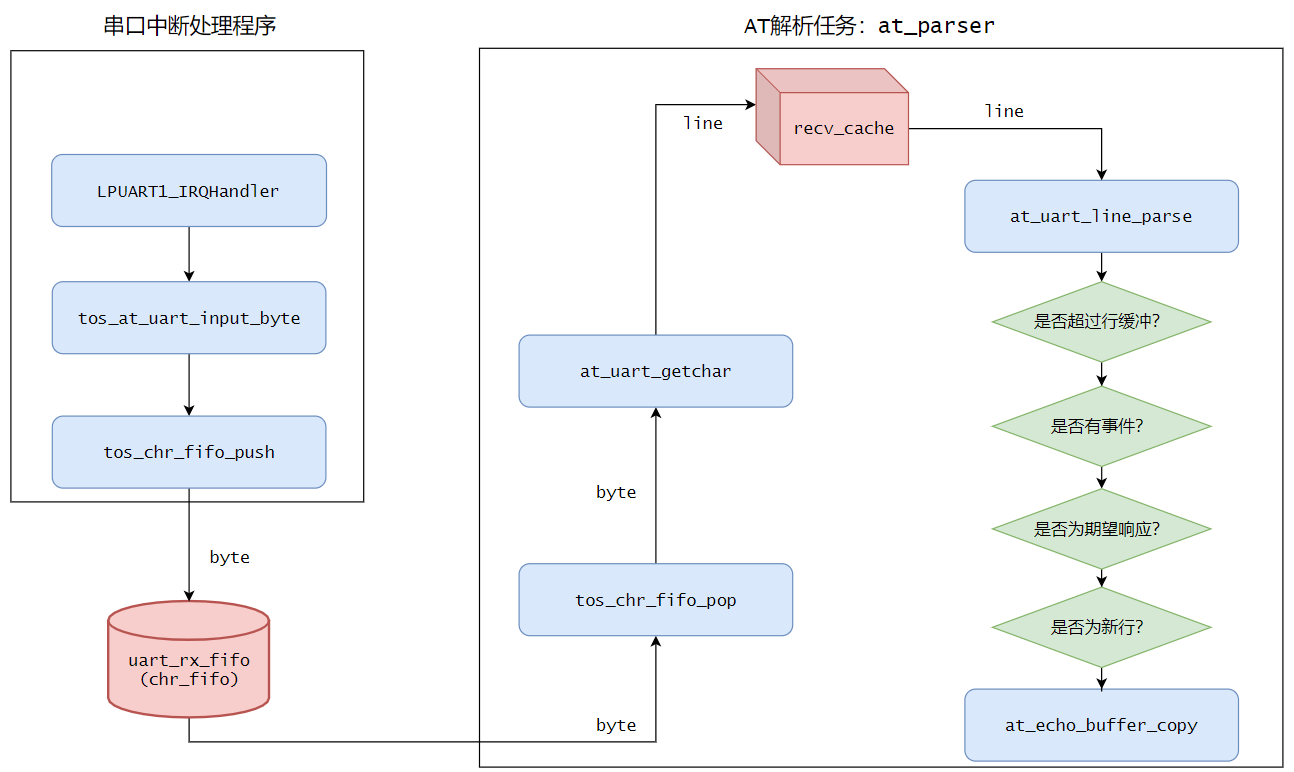 串口中断处理程序
LPUART1_IRQHandler
tos_at_uart_input_byte
tos_chr_fifo_push
byte
uart_rx_fifo
(chr_fifo)
AT解析任务：at_parser
byte
tos_chr_fifo_pop
byte
at_uart_getchar
line
recv_cache
line
at_uart_line_parse
是否超过行缓冲?
是否有事件?
是否为期望响应?
是否为新行?
at_echo_buffer_copy